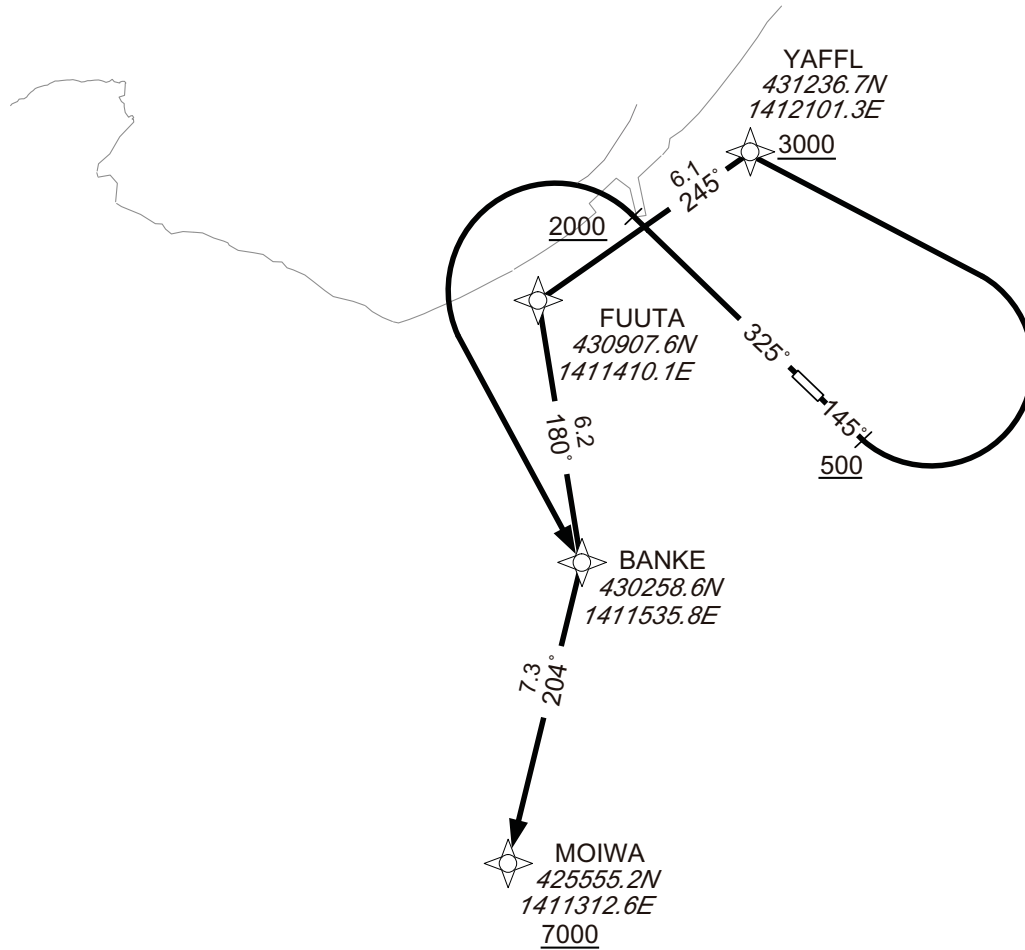 YAFFL
431236.7N
1412101.3E
3000
6.1
245°
2000
FUUTA
430907.6N
1411410.1E
325°
145°
500
6.2
180°
BANKE
430258.6N
1411535.8E
7.3
204°
MOIWA
425555.2N
1411312.6E
7000